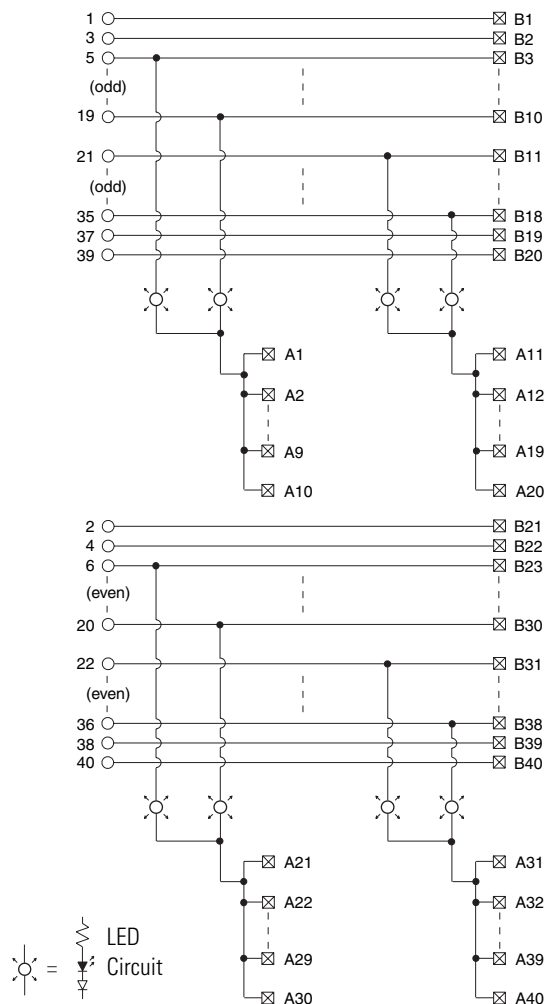 1 B1
3 B2
5 B3
(odd)
19 B10
21 B11
(odd)
35 B18
37 B19
39 B20
A1 A11
A2 A12
A9 A19
A10 A20
2 B21
4 B22
6 B23
(even)
20 B30
22 B31
(even)
36 B38
38 B39
40 B40
A21 A31
A22 A32
A29 A39
A30 A40
= LED
Circuit